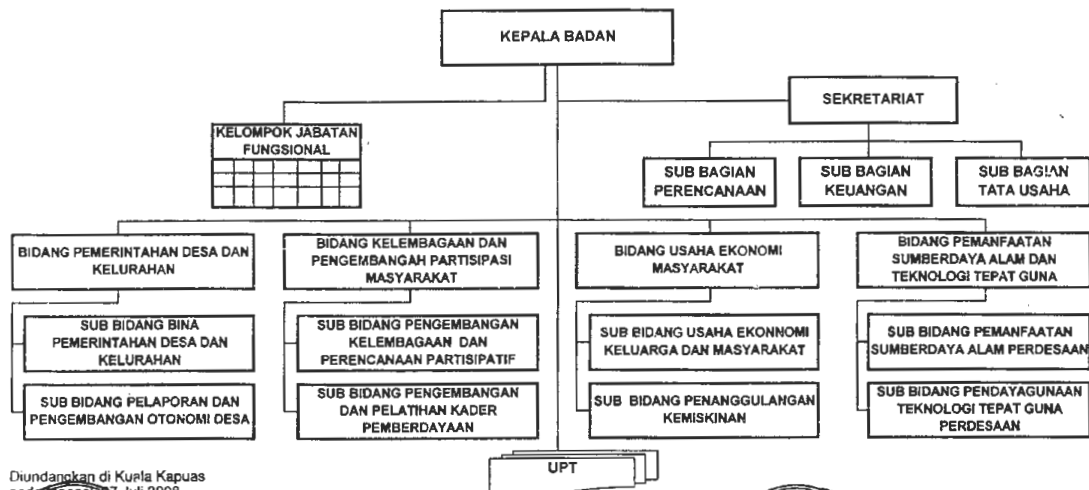 KEPALA BADAN
SEKRETARIAT
KELOMPOK JABATAN
FUNGSIONAL
SUB BAGIAN
PERENCANAAN
SUB BAGIAN
KEUANGAN
SUB BAGIAN
TATA USAHA
BIDANG PEMERINTAHAN DESA DAN
KELURAHAN
BIDANG KELEMBAGAAN DAN
PENGEMBANGAN PARTISIPASI
MASYARAKAT
BIDANG USAHA EKONOMI
MASYARAKAT
BIDANG PEMANFAATAN
SUMBERDAYA ALAM DAN
TEKNOLOGI TEPAT GUNA
SUB BIDANG BINA
PEMERINTAHAN DESA DAN
KELURAHAN
SUB BIDANG PENGEMBANGAN
KELEMBAGAAN DAN
PERENCANAAN PARTISIPATIF
SUB BIDANG USAHA EKONNOMI
KELUARGA DAN MASYARAKAT
SUB BIDANG PEMANFAATAN
SUMBERDAYA ALAM PERDESAAN
SUB BIDANG PELAPORAN DAN
PENGEMBANGAN OTONOMI DESA
SUB BIDANG PENGEMBANGAN
DAN PELATIHAN KADER
PEMBERDAYAAN
SUB BIDANG PENANGGULANGAN
KEMISKINAN
SUB BIDANG PENDAYAGUNAAN
TEKNOLOGI TEPAT GUNA
PERDESAAN
UPT
Diundangkan di Kuala Kapuas
Juli